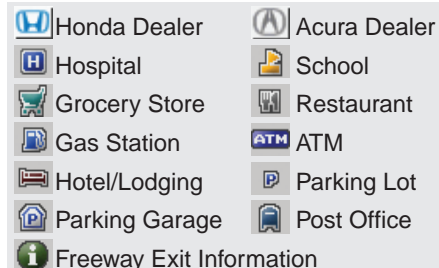 Honda Dealer Acura Dealer
H Hospital School
Grocery Store Restaurant
Gas Station ATM ATM
Hotel/Lodging P Parking Lot
P Parking Garage Post Office
i Freeway Exit Information